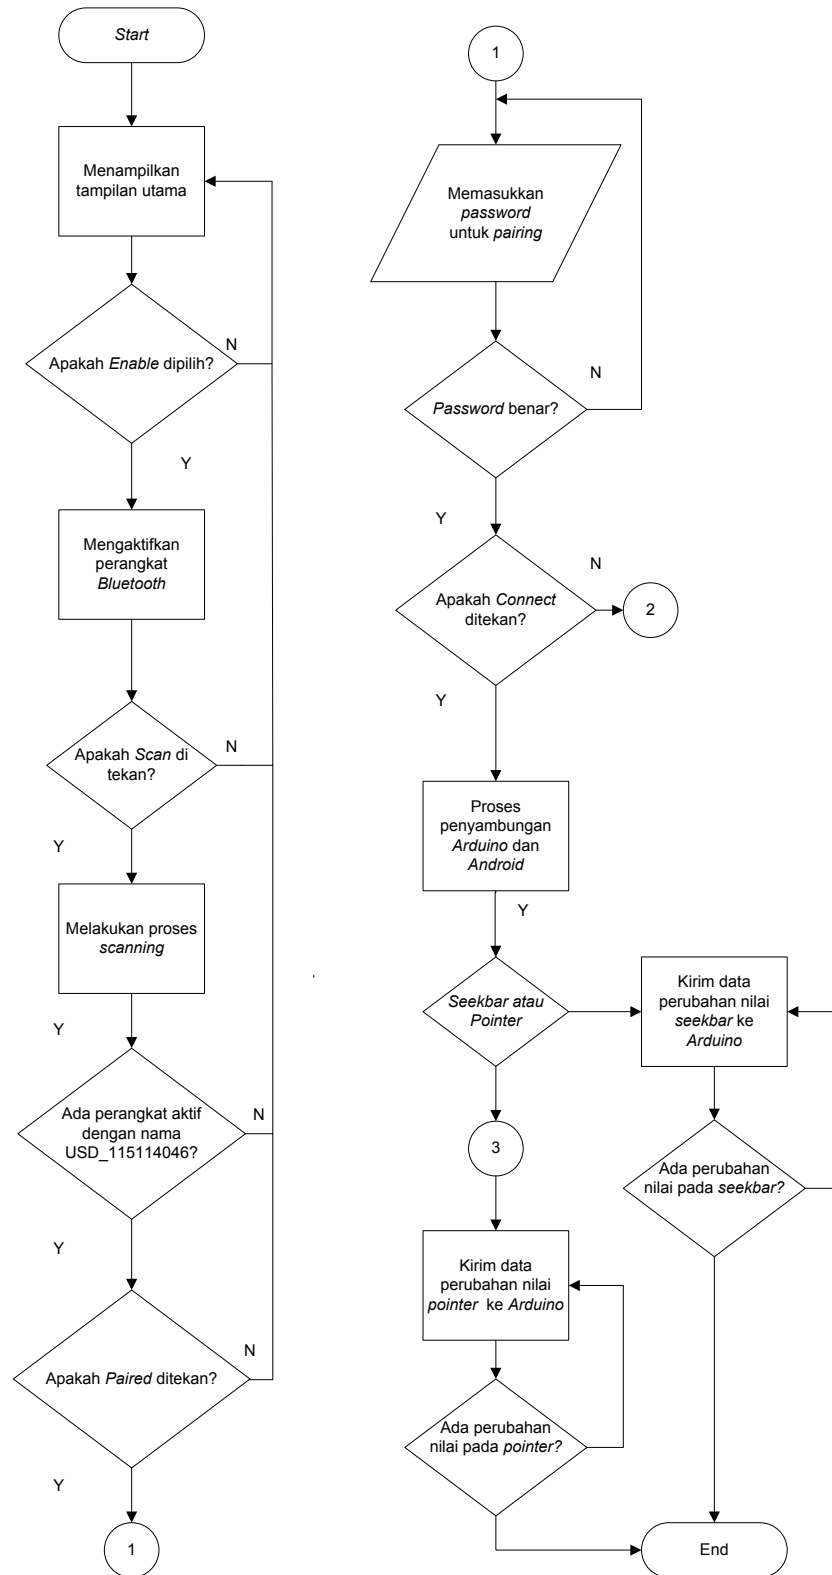 Start
Menampilkan
tampilan utama
Apakah Enable dipilih?
N
Y
Mengaktifkan
perangkat
Bluetooth
Apakah Scan di
tekan?
N
Y
Melakukan proses
scanning
Y
Ada perangkat aktif
dengan nama
USD_115114046?
N
Y
Apakah Paired ditekan?
N
Y
1
1
Memasukkan
password
untuk pairing
Password benar?
N
Y
Apakah Connect
ditekan?
N
2
Y
Proses
penyambungan
Arduino dan
Android
Y
Seekbar atau
Pointer
3
Kirim data
perubahan nilai
pointer ke Arduino
Ada perubahan
nilai pada pointer?
Kirim data
perubahan nilai
seekbar ke
Arduino
Ada perubahan
nilai pada seekbar?
End